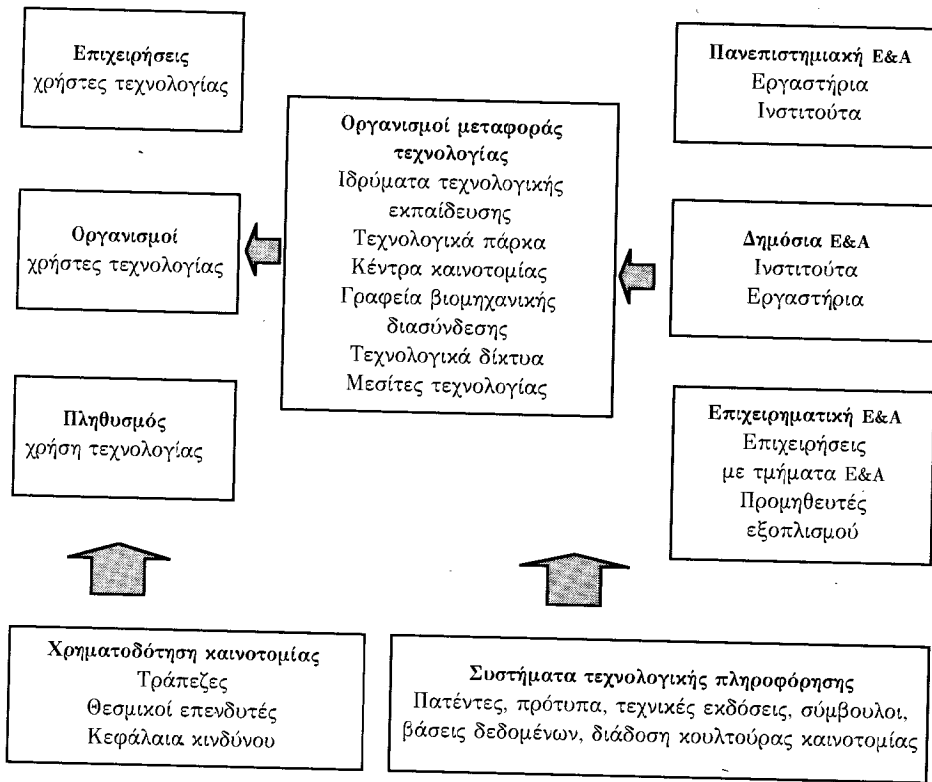 Επιχειρήσεις
χρήστες τεχνολογίας
Οργανισμοί
χρήστες τεχνολογίας
Πληθυσμός
χρήση τεχνολογίας
Οργανισμοί μεταφοράς
τεχνολογίας
Ιδρύματα τεχνολογικής
εκπαίδευσης
Τεχνολογικά πάρκα
Κέντρα καινοτομίας
Γραφεία βιομηχανικής
διασύνδεσης
Τεχνολογικά δίκτυα
Μεσίτες τεχνολογίας
Πανεπιστημιακή Ε&Α
Εργαστήρια
Ινστιτούτα
Δημόσια Ε&Α
Ινστιτούτα
Εργαστήρια
Επιχειρηματική Ε&Α
Επιχειρήσεις
με τμήματα Ε&Α
Προμηθευτές
εξοπλισμού
Χρηματοδότηση καινοτομίας
Τράπεζες
Θεσμικοί επενδυτές
Κεφάλαια κινδύνου
Συστήματα τεχνολογικής πληροφόρησης
Πατέντες, πρότυπα, τεχνικές εκδόσεις, σύμβουλοι,
βάσεις δεδομένων, διάδοση κουλτούρας καινοτομίας